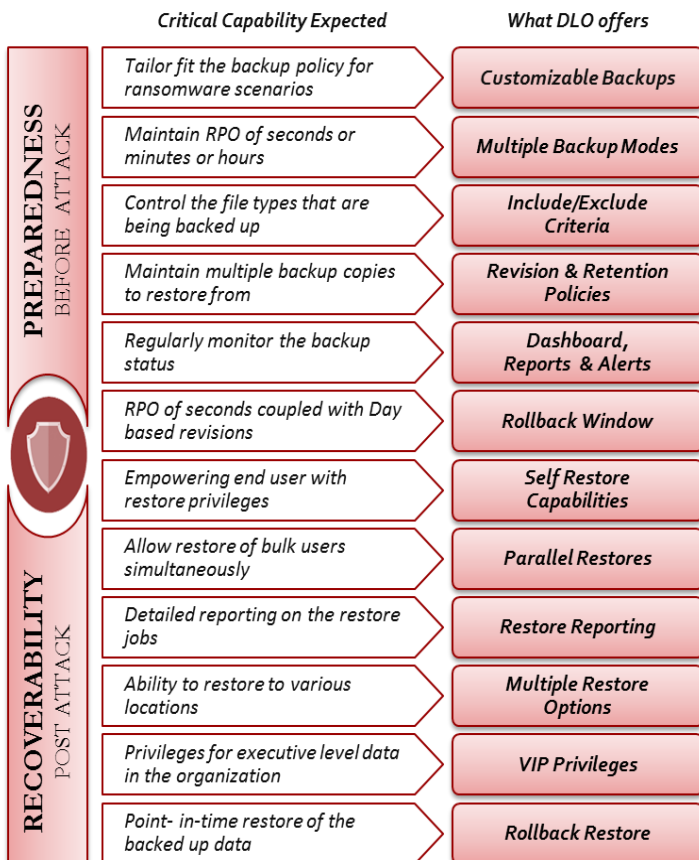 Critical Capability Expected
What DLO offers
PREPAREDNESS
BEFORE ATTACK
Tailor fit the backup policy for
ransomware scenarios
Customizable Backups
Maintain RPO of seconds or
minutes or hours
Multiple Backup Modes
Control the file types that are
being backed up
Include/Exclude
Criteria
Maintain multiple backup copies
to restore from
Revision & Retention
Policies
Regularly monitor the backup
status
Dashboard,
Reports & Alerts
RPO of seconds coupled with Day
based revisions
Rollback Window
RECOVERABILITY
POST ATTACK
Empowering end user with
restore privileges
Self Restore
Capabilities
Allow restore of bulk users
simultaneously
Parallel Restores
Detailed reporting on the restore
jobs
Restore Reporting
Ability to restore to various
locations
Multiple Restore
Options
Privileges for executive level data
in the organization
VIP Privileges
Point- in-time restore of the
backed up data
Rollback Restore